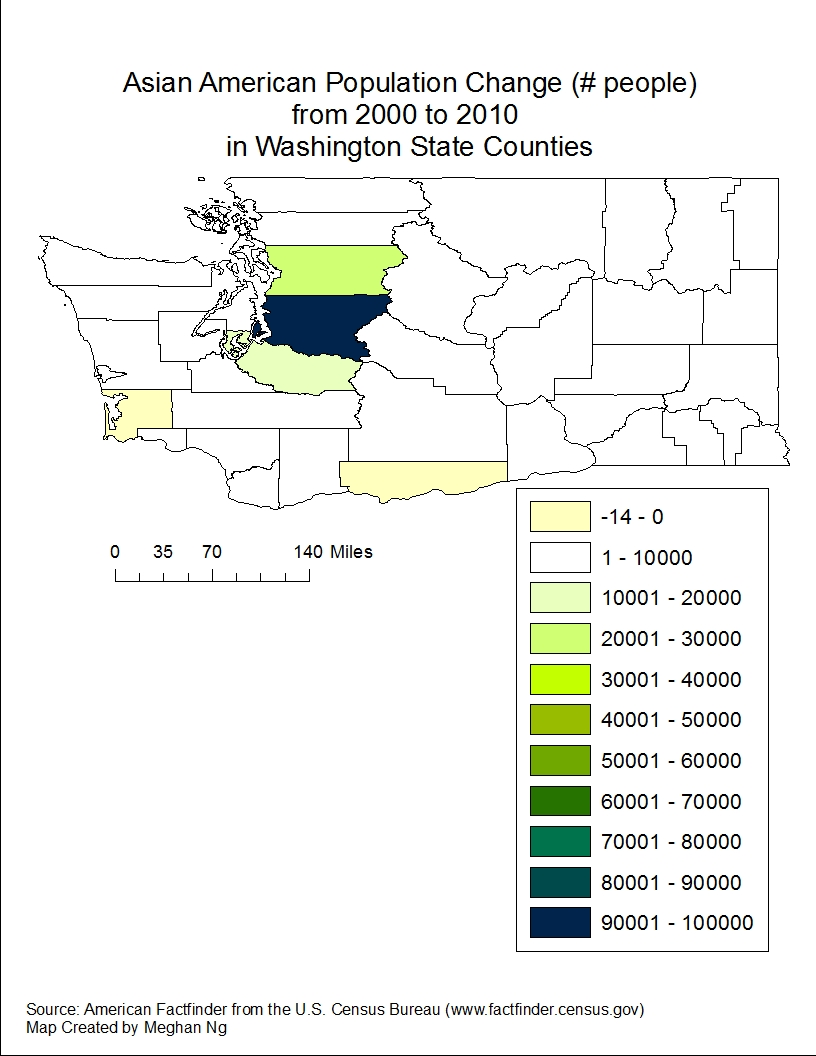 Asian American Population Change (# people)
from 2000 to 2010
in Washington State Counties
0 35 70 140 Miles
-14 - 0
1 - 10000
10001 - 20000
20001 - 30000
30001 - 40000
40001 - 50000
50001 - 60000
60001 - 70000
70001 - 80000
80001 - 90000
90001 - 100000
Source: American Factfinder from the U.S. Census Bureau (www.factfinder.census.gov)
Map Created by Meghan Ng